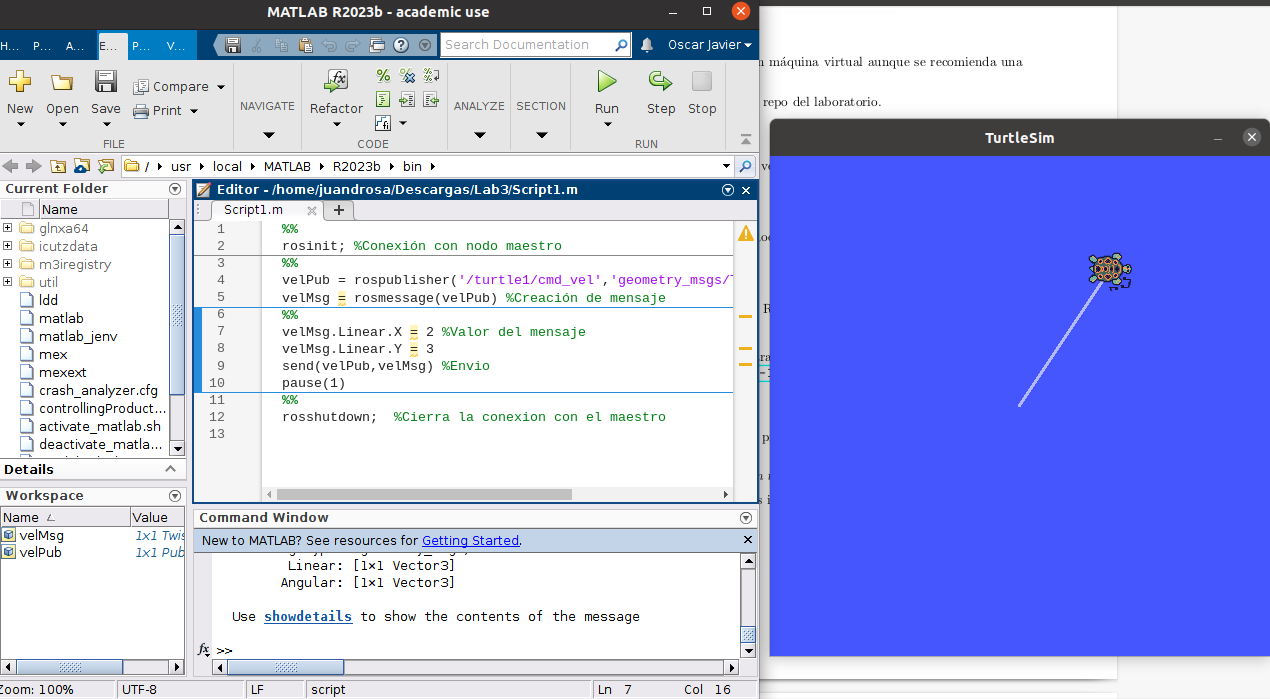 MATLAB R2023b - academic use
H... P... A... E... P... V...
Search Documentation
Oscar Javier
New Open Save Compare Print
FILE
NAVIGATE
Refactor
CODE
ANALYZE
SECTION
Run Step Stop
RUN
/ usr local MATLAB R2023b bin
Current Folder
Name
glnxa64
icutzdata
m3iregistry
util
ldd
matlab
matlab_jenv
mex
mexext
crash_analyzer.cfg
controllingProduct...
activate_matlab.sh
deactivate_matla...
Details
Workspace
Name Value
velMsg 1x1 Twis
velPub 1x1 Pub
Editor - /home/juandrosa/Descargas/Lab3/Script1.m
Script1.m
1 %%
2 rosinit; %Conexión con nodo maestro
3 %%
4 velPub = rospublisher('/turtle1/cmd_vel','geometry_msgs/T
5 velMsg = rosmessage(velPub) %Creación de mensaje
6 %%
7 velMsg.Linear.X = 2 %Valor del mensaje
8 velMsg.Linear.Y = 3
9 send(velPub,velMsg) %Envio
10 pause(1)
11 %%
12 rosshutdown;  %Cierra la conexion con el maestro
13
Command Window
New to MATLAB? See resources for Getting Started.
Linear: [1×1 Vector3]
Angular: [1×1 Vector3]
Use showdetails to show the contents of the message
fx >>
Zoom: 100% UTF-8 LF script Ln 7 Col 16
máquina virtual aunque se recomienda una
repo del laboratorio.
TurtleSim